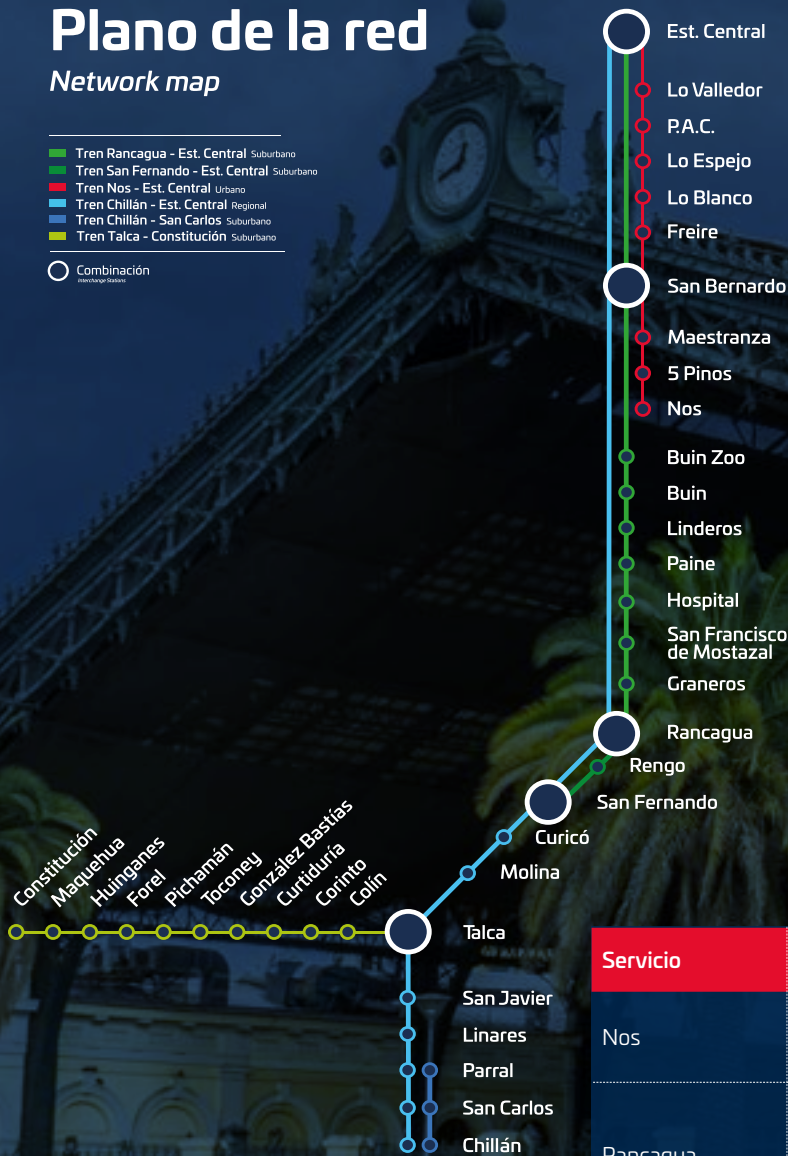 Plano de la red
Network map
Tren Rancagua - Est. Central Suburbano
Tren San Fernando - Est. Central Suburbano
Tren Nos - Est. Central Urbano
Tren Chillán - Est. Central Regional
Tren Chillán - San Carlos Suburbano
Tren Talca - Constitución Suburbano
Combinación
Interchange Stations
Est. Central
Lo Valledor
P.A.C.
Lo Espejo
Lo Blanco
Freire
San Bernardo
Maestranza
5 Pinos
Nos
Buin Zoo
Buin
Linderos
Paine
Hospital
San Francisco
de Mostazal
Graneros
Rancagua
Rengo
San Fernando
Curicó
Molina
Constitución
Maquehua
Huinganes
Forel
Pichamán
Toconey
González Bastías
Curtiduría
Corinto
Colín
Talca
San Javier
Linares
Parral
San Carlos
Chillán
Servicio
Nos
Rancagua